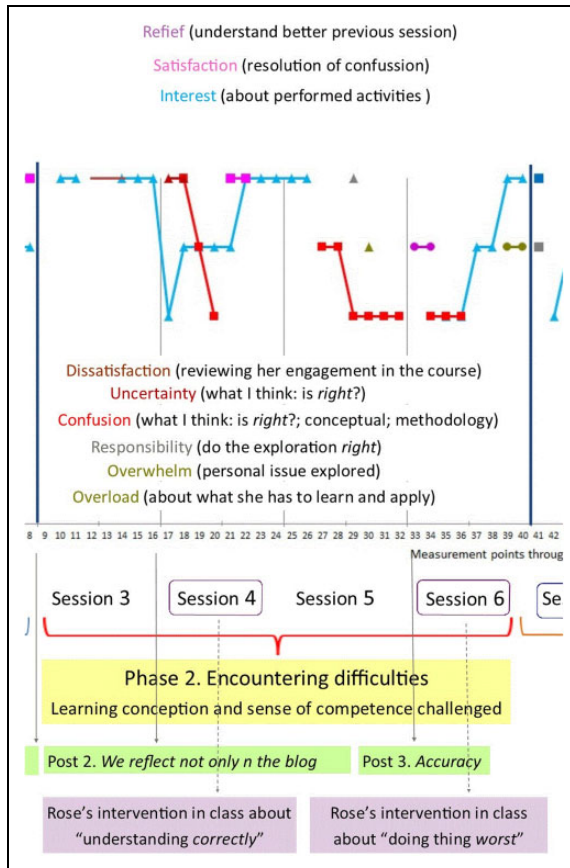 Relief (understand better previous session)
Satisfaction (resolution of confussion)
Interest (about performed activities )
Dissatisfaction (reviewing her engagement in the course)
Uncertainty (what I think: is right?)
Confusion (what I think: is right?; conceptual; methodology)
Responsibility (do the exploration right)
Overwhelm (personal issue explored)
Overload (about what she has to learn and apply)
8 9 10 11 12 13 14 15 16 17 18 19 20 21 22 23 24 25 26 27 28 29 30 31 32 33 34 35 36 37 38 39 40 41 42
Measurement points through
Session 3 Session 4 Session 5 Session 6 Se
Phase 2. Encountering difficulties
Learning conception and sense of competence challenged
Post 2. We reflect not only n the blog Post 3. Accuracy
Rose's intervention in class about
"understanding correctly"
Rose's intervention in class
about "doing thing worst"